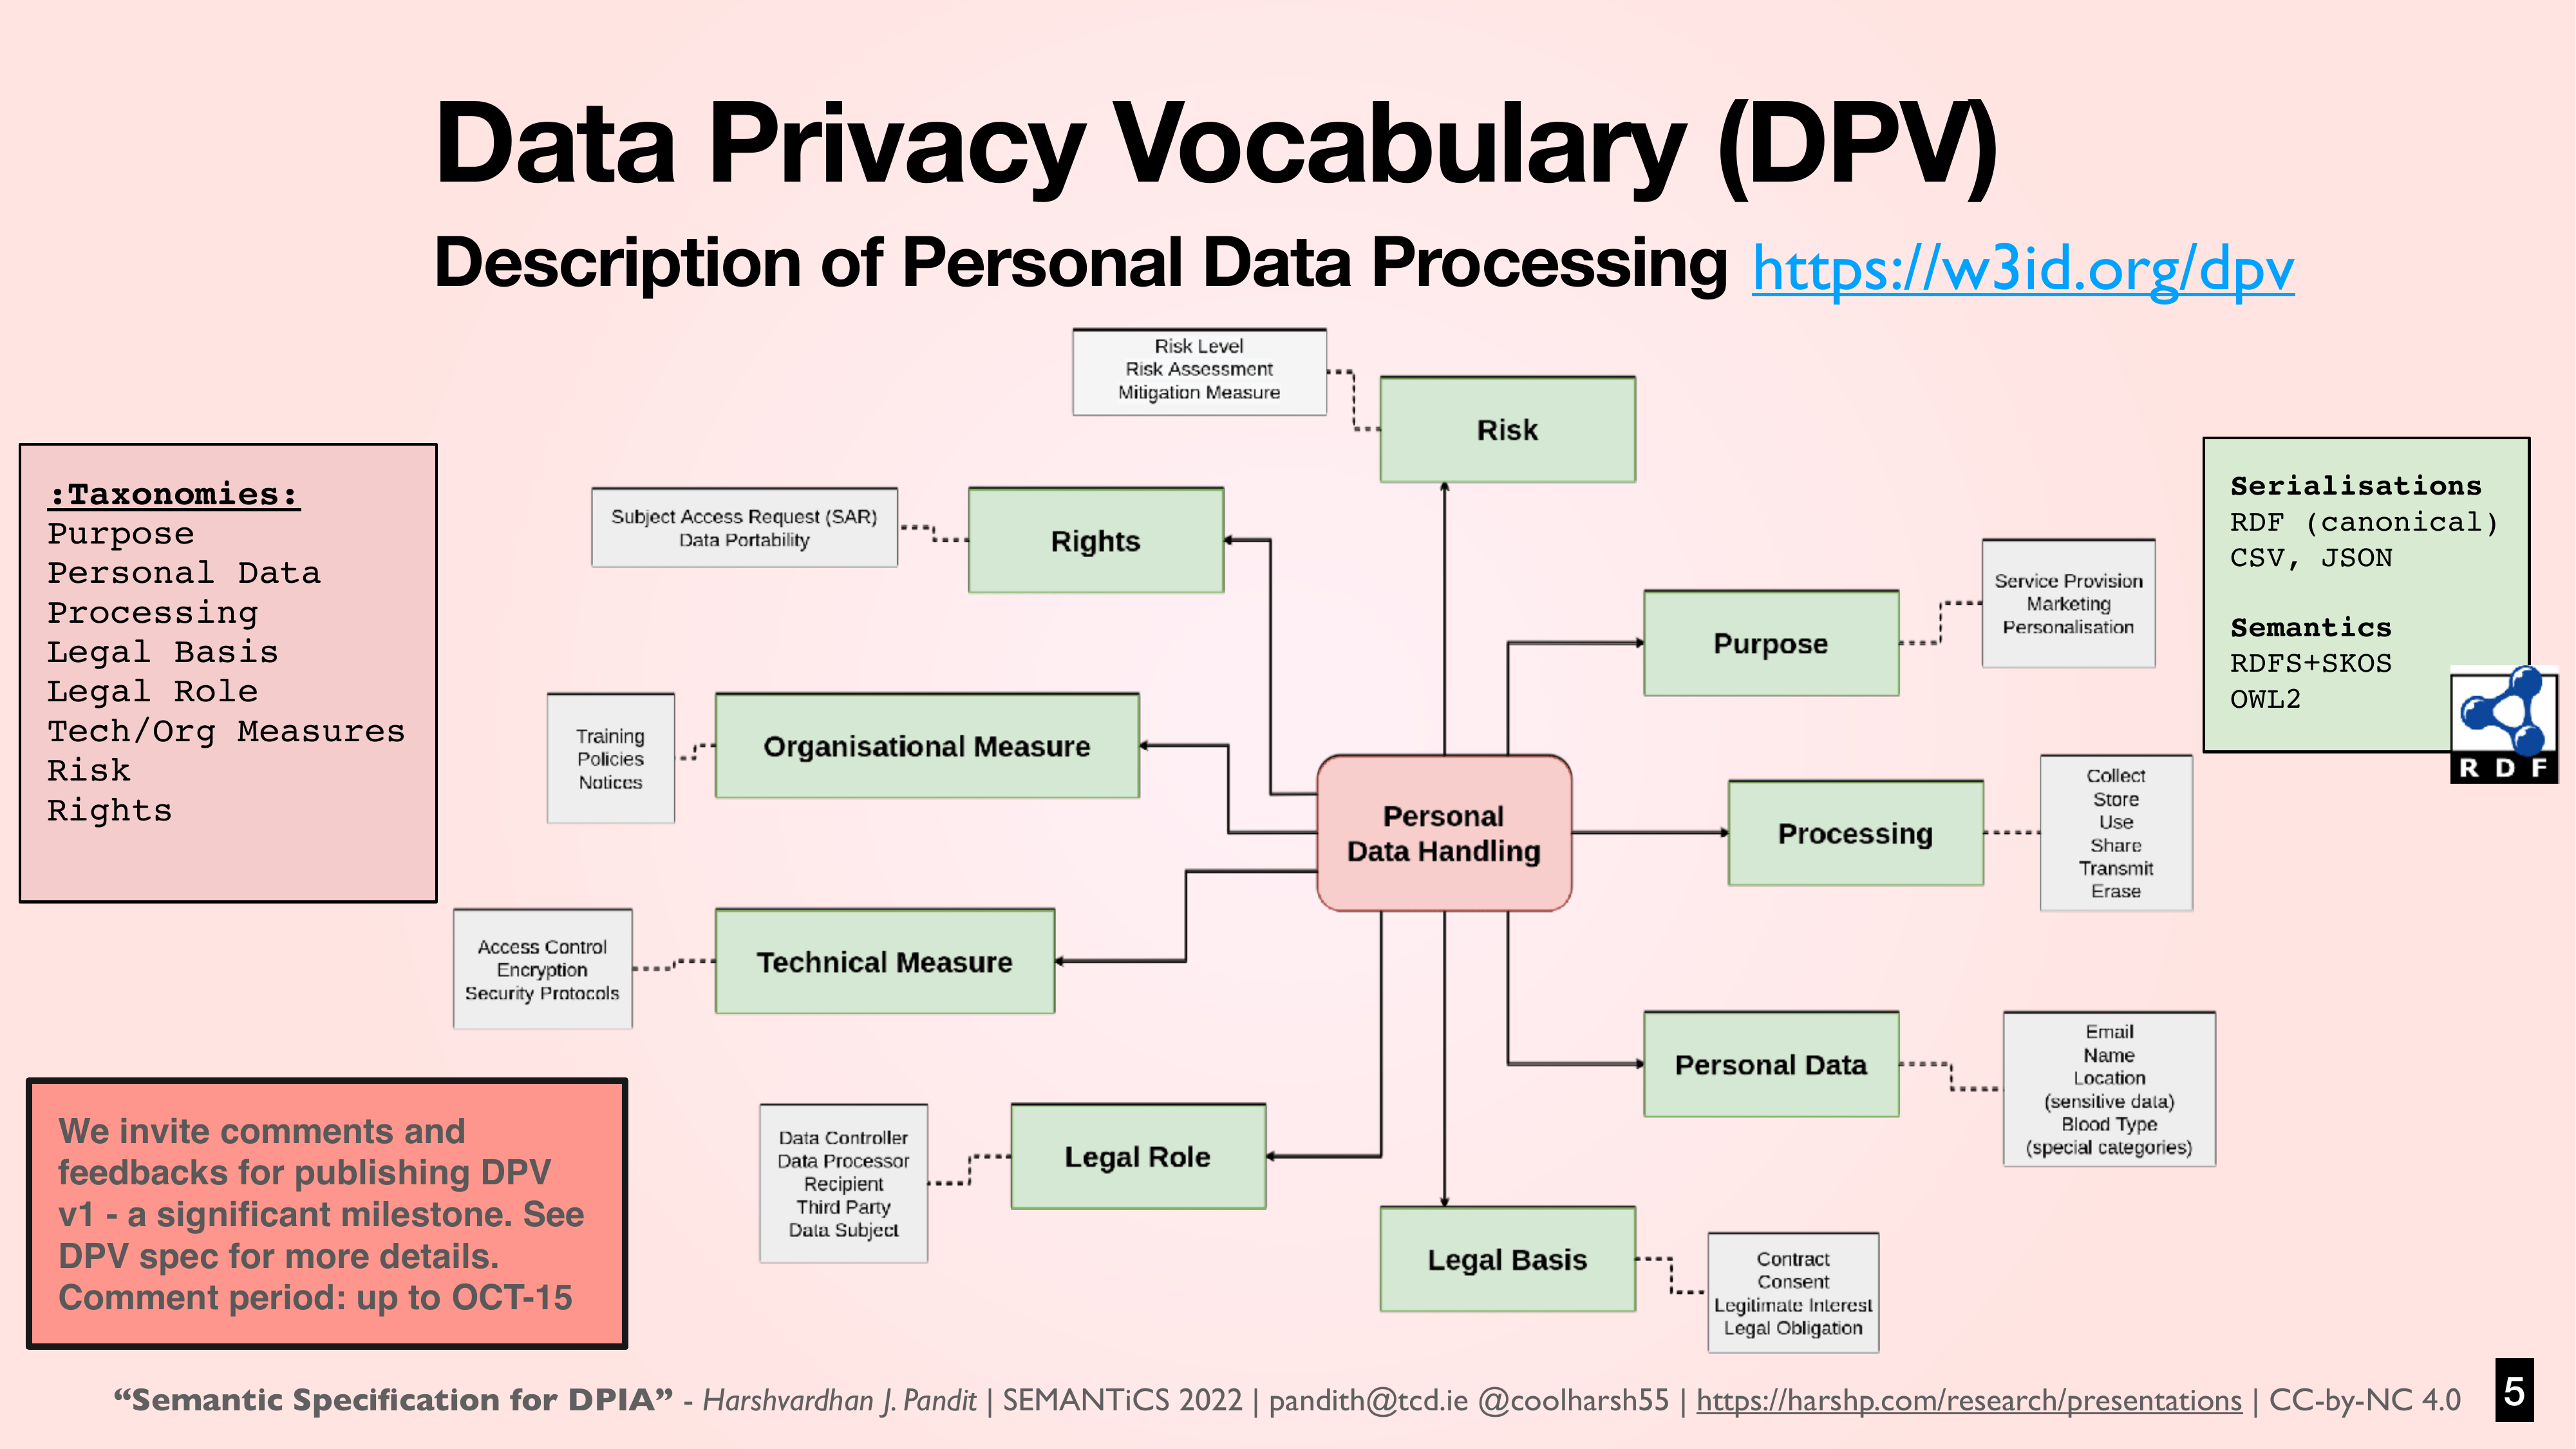 Data Privacy Vocabulary (DPV)
Description of Personal Data Processing https://w3id.org/dpv
:Taxonomies:
Purpose
Personal Data
Processing
Legal Basis
Legal Role
Tech/Org Measures
Risk
Rights
Risk Level
Risk Assessment
Mitigation Measure
Risk
Subject Access Request (SAR)
Data Portability
Rights
Training
Policies
Notices
Organisational Measure
Access Control
Encryption
Security Protocols
Technical Measure
Data Controller
Data Processor
Recipient
Third Party
Data Subject
Legal Role
Personal
Data Handling
Purpose
Service Provision
Marketing
Personalisation
Processing
Collect
Store
Use
Share
Transmit
Erase
Personal Data
Email
Name
Location
(sensitive data)
Blood Type
(special categories)
Legal Basis
Contract
Consent
Legitimate Interest
Legal Obligation
Serialisations
RDF (canonical)
CSV, JSON
Semantics
RDFS+SKOS
OWL2
RDF
We invite comments and
feedbacks for publishing DPV
v1 - a significant milestone. See
DPV spec for more details.
Comment period: up to OCT-15
“Semantic Specification for DPIA” - Harshvardhan J. Pandit | SEMANTiCS 2022 | pandith@tcd.ie @coolharsh55 | https://harshp.com/research/presentations | CC-by-NC 4.0
5